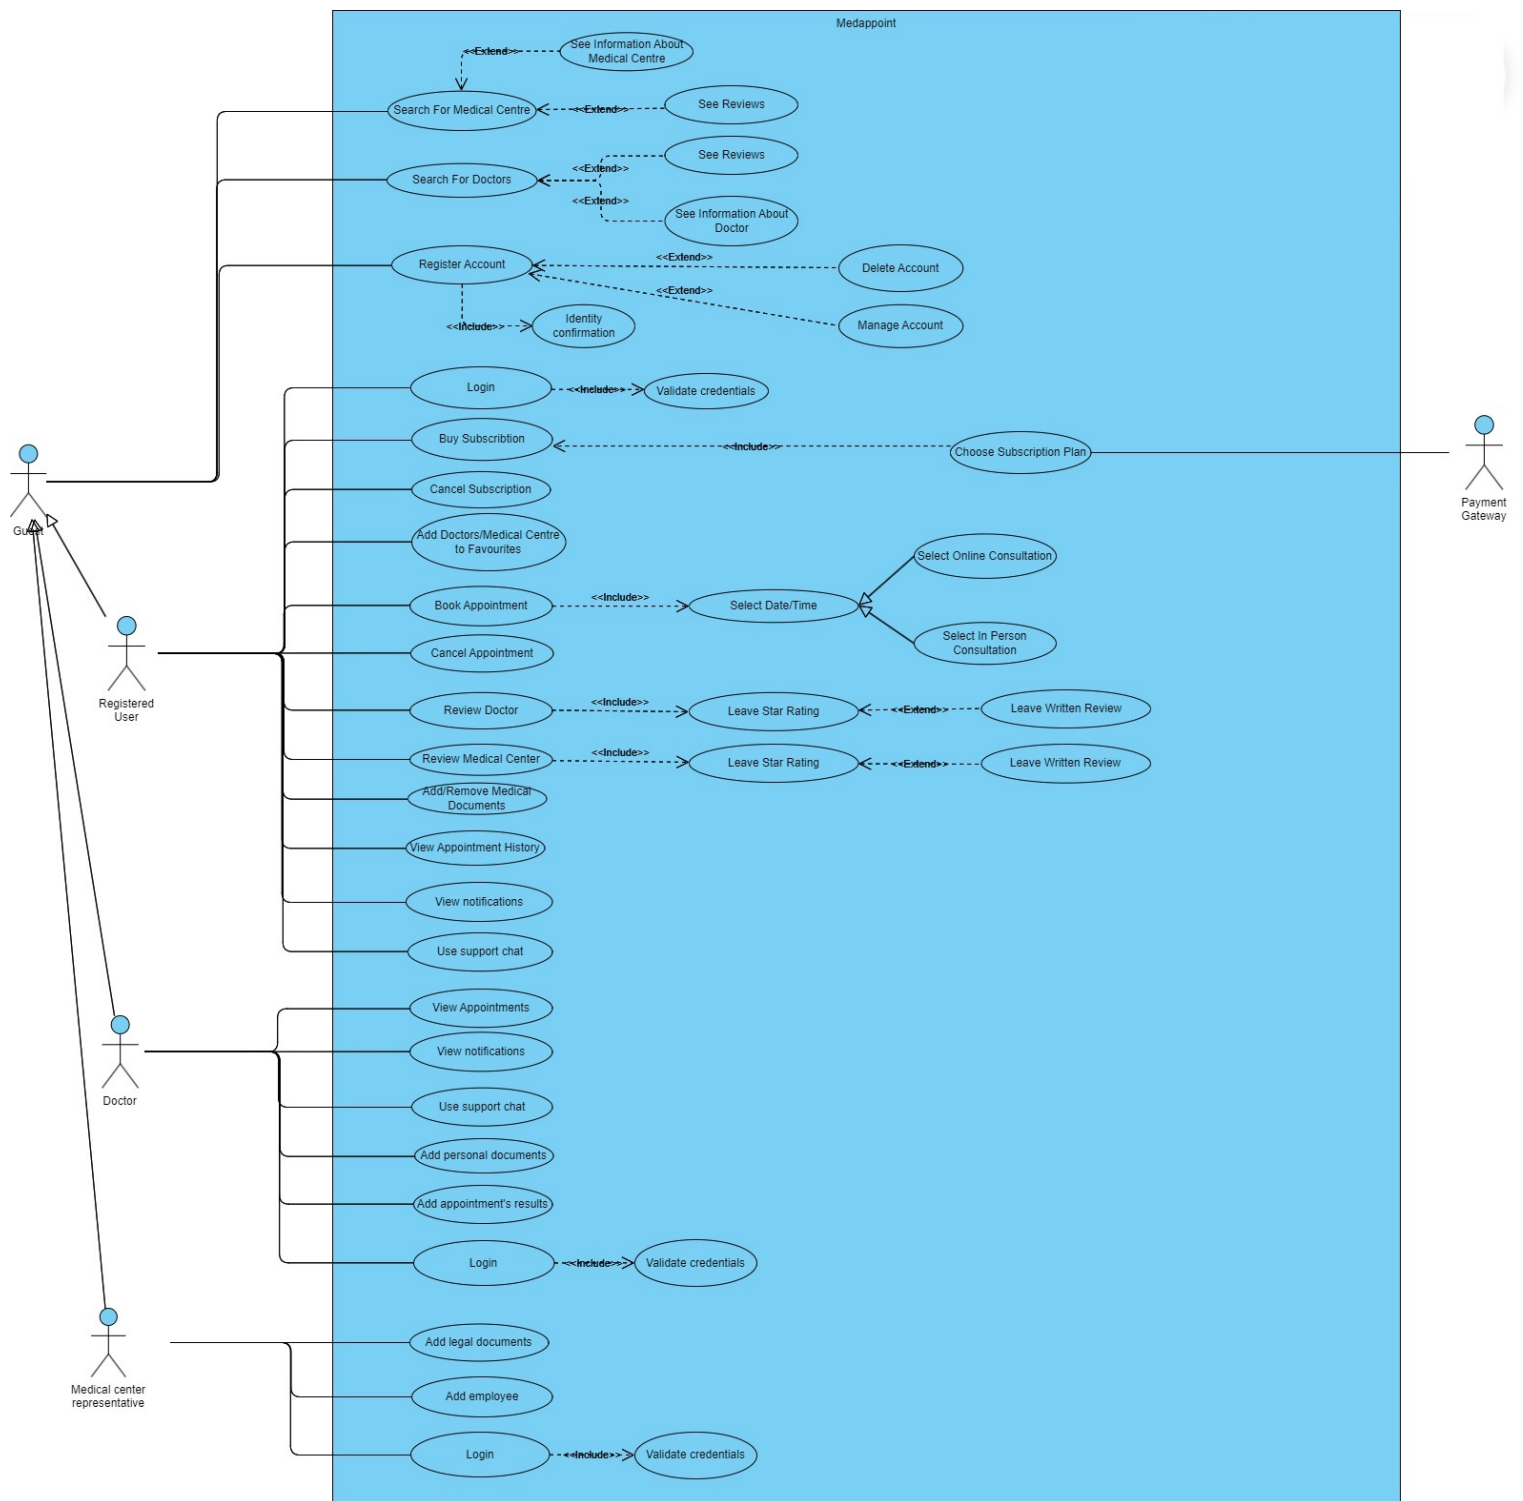 Medappoint
<<Extend>>
See Information About
Medical Centre
Search For Medical Centre
<<Extend>>
See Reviews
See Reviews
<<Extend>>
Search For Doctors
<<Extend>>
See Information About
Doctor
Register Account
<<Extend>>
Delete Account
<<Extend>>
Identity
confirmation
<<Include>>
Manage Account
Login
<<Include>>
Validate credentials
Buy Subscribtion
<<Include>>
Choose Subscription Plan
Payment
Gateway
Cancel Subscription
Guest
Add Doctors/Medical Centre
to Favourites
Select Online Consultation
Book Appointment
<<Include>>
Select Date/Time
Select In Person
Consultation
Cancel Appointment
Registered
User
Review Doctor
<<Include>>
Leave Star Rating
<<Extend>>
Leave Written Review
Review Medical Center
<<Include>>
Leave Star Rating
<<Extend>>
Leave Written Review
Add/Remove Medical
Documents
View Appointment History
View notifications
Use support chat
View Appointments
View notifications
Doctor
Use support chat
Add personal documents
Add appointment's results
Login
<<Include>>
Validate credentials
Add legal documents
Medical center
representative
Add employee
Login
<<Include>>
Validate credentials